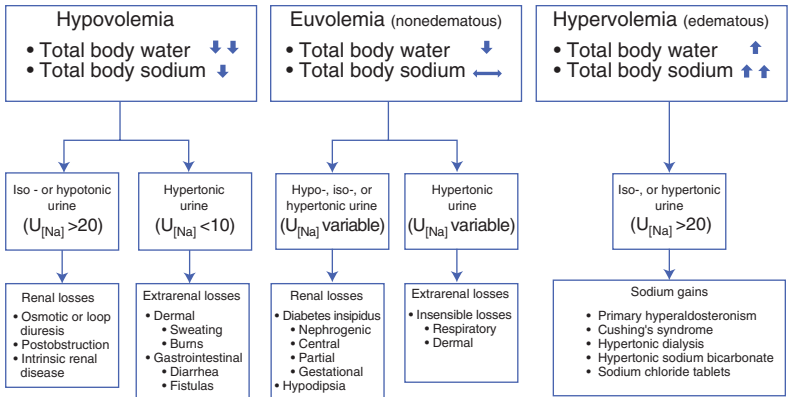 Hypovolemia
• Total body water
• Total body sodium
Euvolemia (nonedematous)
• Total body water
• Total body sodium
Hypervolemia (edematous)
• Total body water
• Total body sodium
Iso - or hypotonic
urine
(U[Na] >20)
Hypertonic
urine
(U[Na] <10)
Hypo-, iso-, or
hypertonic urine
(U[Na] variable)
Hypertonic
urine
(U[Na] variable)
Iso-, or hypertonic
urine
(U[Na] >20)
Renal losses
• Osmotic or loop
diuresis
• Postobstruction
• Intrinsic renal
disease
Extrarenal losses
• Dermal
• Sweating
• Burns
• Gastrointestinal
• Diarrhea
• Fistulas
Renal losses
• Diabetes insipidus
• Nephrogenic
• Central
• Partial
• Gestational
• Hypodipsia
Extrarenal losses
• Insensible losses
• Respiratory
• Dermal
Sodium gains
• Primary hyperaldosteronism
• Cushing's syndrome
• Hypertonic dialysis
• Hypertonic sodium bicarbonate
• Sodium chloride tablets